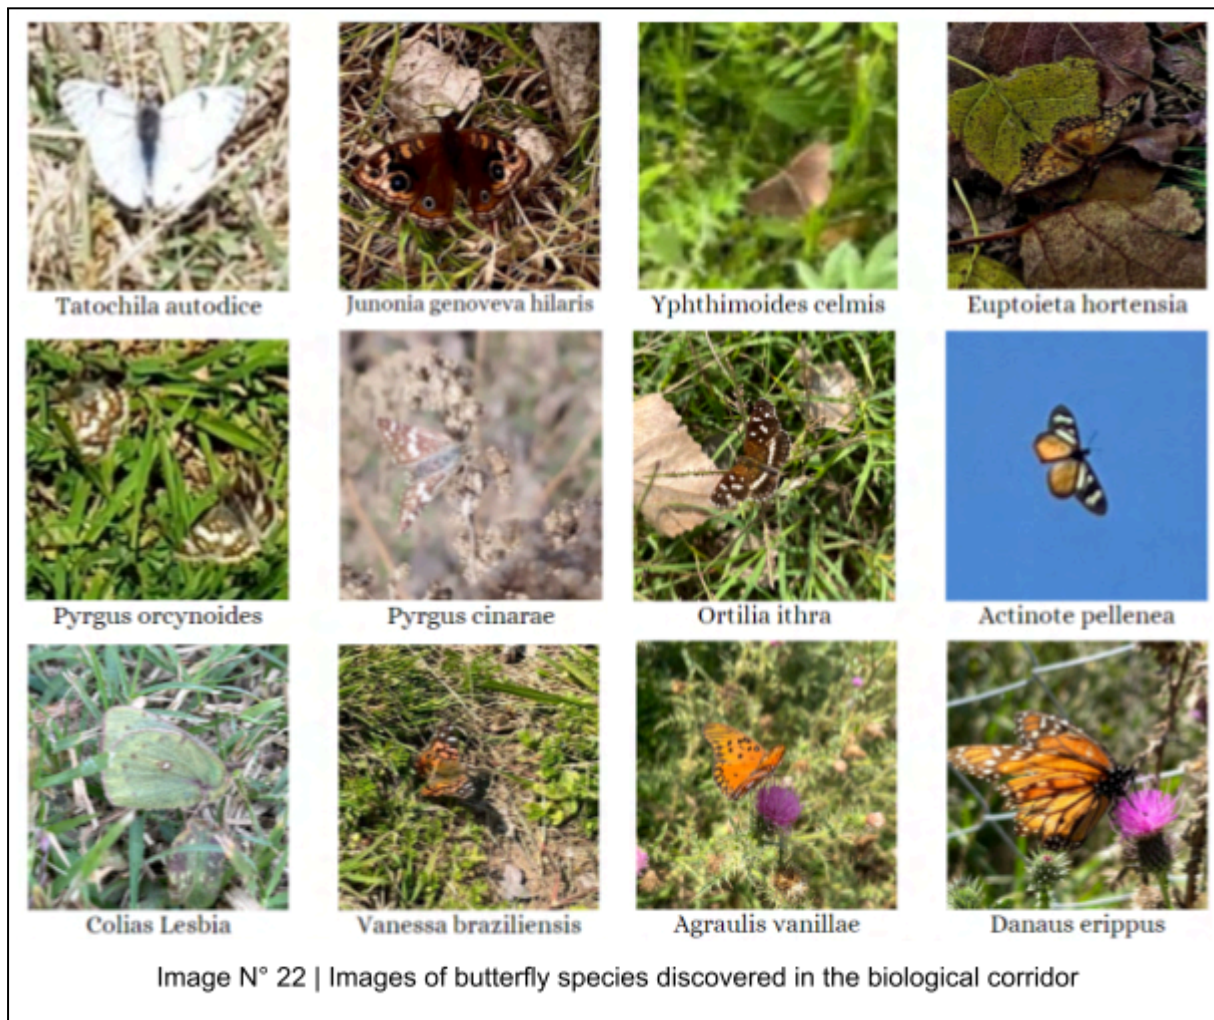 Tatochila autodice
Junonia genoveva hilaris
Yphthimoides celmis
Euptoieta hortensia
Pyrgus orcynoides
Pyrgus cinarae
Ortilia ithra
Actinote pellenea
Colias Lesbia
Vanessa braziliensis
Agraulis vanillae
Danaus erippus
Image N° 22 | Images of butterfly species discovered in the biological corridor